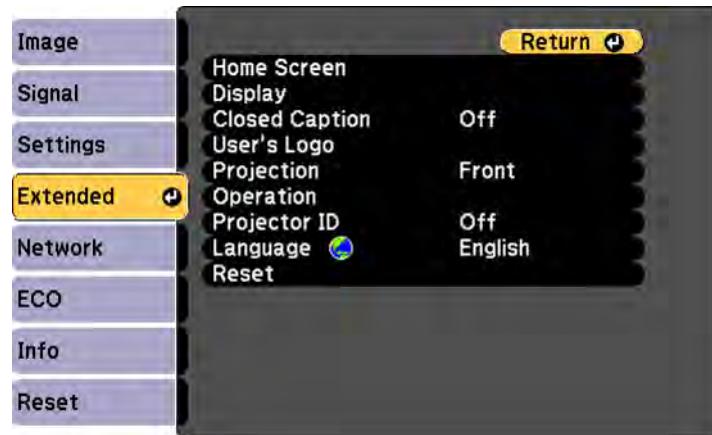 Image
Signal
Settings
Extended
Network
ECO
Info
Reset
Return
Home Screen
Display
Closed Caption Off
User's Logo
Projection Front
Operation
Projector ID Off
Language English
Reset